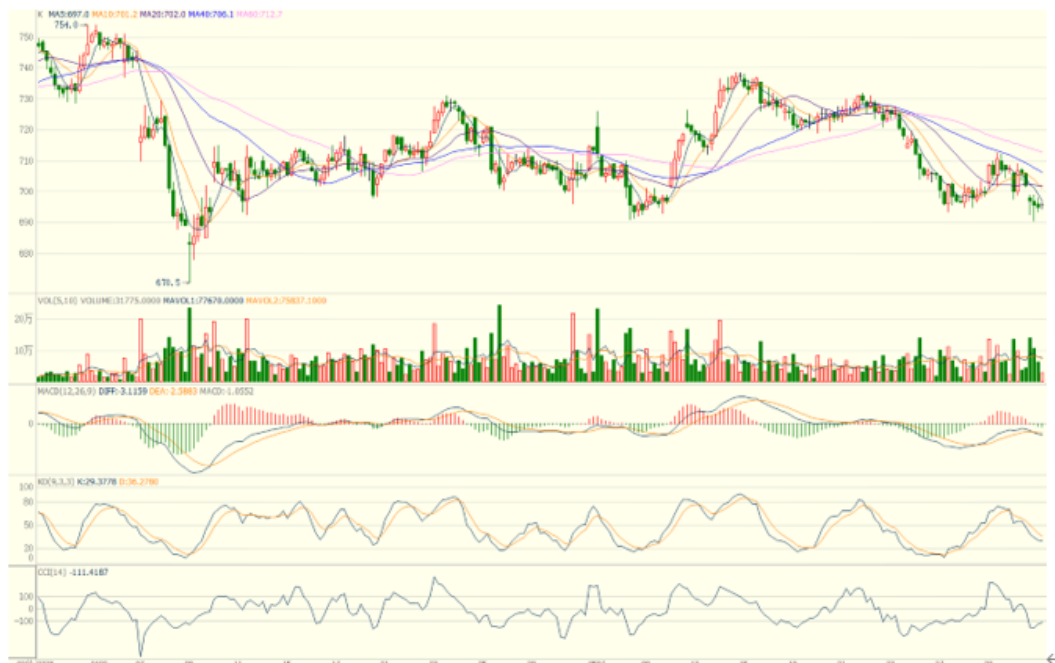 K MA5:697.0 MA10:701.2 MA20:702.0 MA40:706.1 MA60:712.7
754.0
750
740
730
720
710
700
690
680
670.5
VOL(5,10) VOLUME:31775.0000 MAVOL1:77670.0000 MAVOL2:75837.1000
20万
10万
MACD(12,26,9) DIFF:-3.1159 DEA:-2.5883 MACD:-1.0552
0
KD(9,3,3) K:29.3778 D:36.2780
100
80
50
20
0
CCI(14) -111.4187
100
0
-100